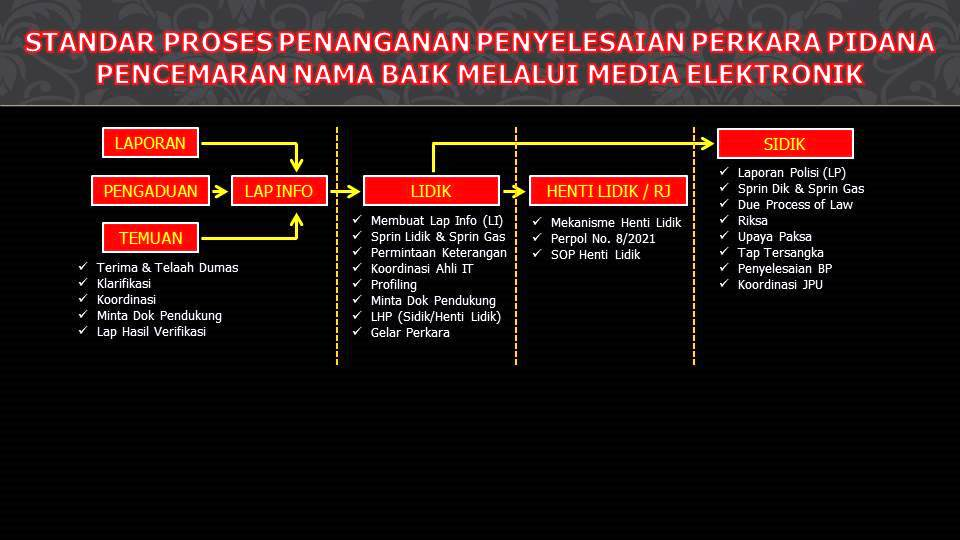 STANDAR PROSES PENANGANAN PENYELESAIAN PERKARA PIDANA
PENCEMARAN NAMA BAIK MELALUI MEDIA ELEKTRONIK
LAPORAN
PENGADUAN
TEMUAN
LAP INFO
Terima & Telaah Dumas
Klarifikasi
Koordinasi
Minta Dok Pendukung
Lap Hasil Verifikasi
LIDIK
Membuat Lap Info (LI)
Sprin Lidik & Sprin Gas
Permintaan Keterangan
Koordinasi Ahli IT
Profiling
Minta Dok Pendukung
LHP (Sidik/Henti Lidik)
Gelar Perkara
HENTI LIDIK / RJ
Mekanisme Henti Lidik
Perpol No. 8/2021
SOP Henti Lidik
SIDIK
Laporan Polisi (LP)
Sprin Dik & Sprin Gas
Due Process of Law
Riksa
Upaya Paksa
Tap Tersangka
Penyelesaian BP
Koordinasi JPU